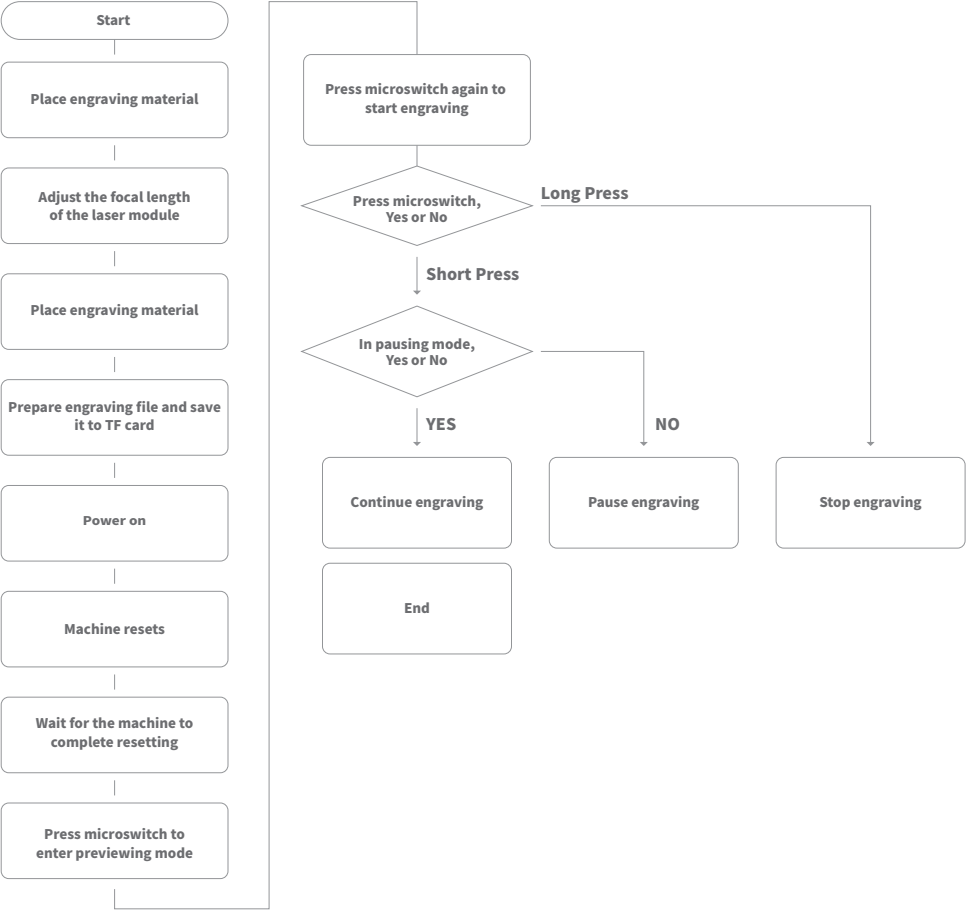 Start
Place engraving material
Adjust the focal length
of the laser module
Place engraving material
Prepare engraving file and save
it to TF card
Power on
Machine resets
Wait for the machine to
complete resetting
Press microswitch to
enter previewing mode
Press microswitch again to
start engraving
Press microswitch,
Yes or No
Long Press
Short Press
In pausing mode,
Yes or No
YES
NO
Continue engraving
Pause engraving
Stop engraving
End